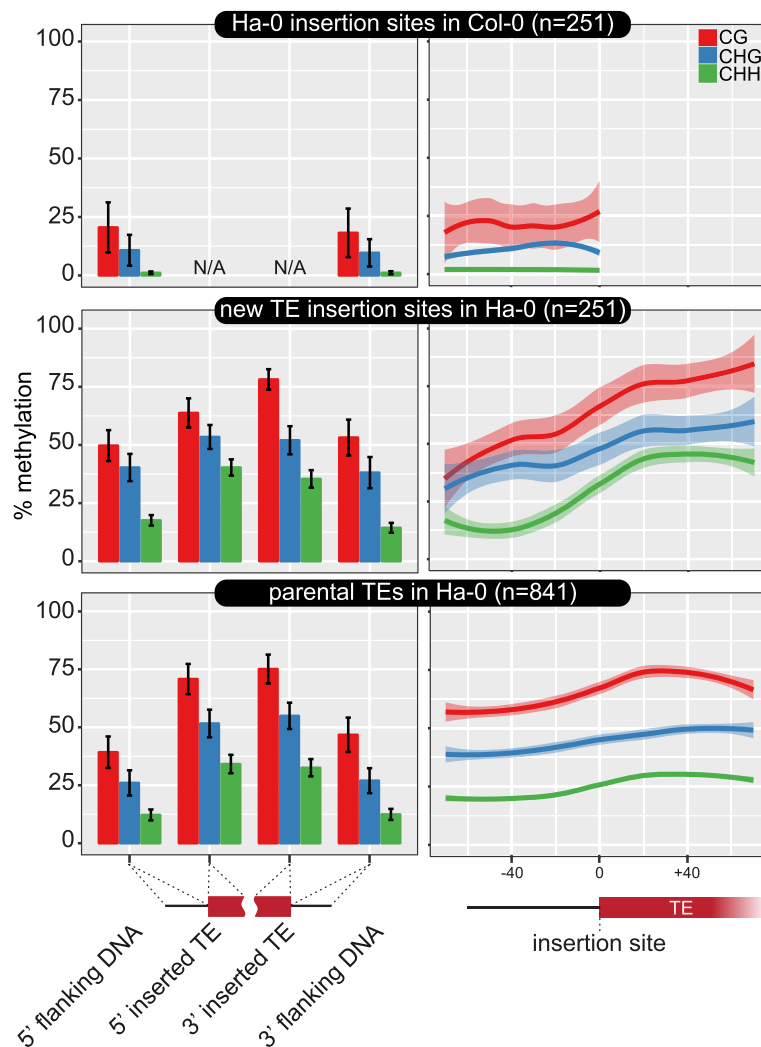 Ha-0 insertion sites in Col-0 (n=251)
CG
CHG
CHH
100
75
50
25
0
N/A
N/A
new TE insertion sites in Ha-0 (n=251)
100
75
50
25
0
% methylation
parental TEs in Ha-0 (n=841)
100
75
50
25
0
-40
0
+40
TE
insertion site
5’ flanking DNA
5’ inserted TE
3’ inserted TE
3’ flanking DNA